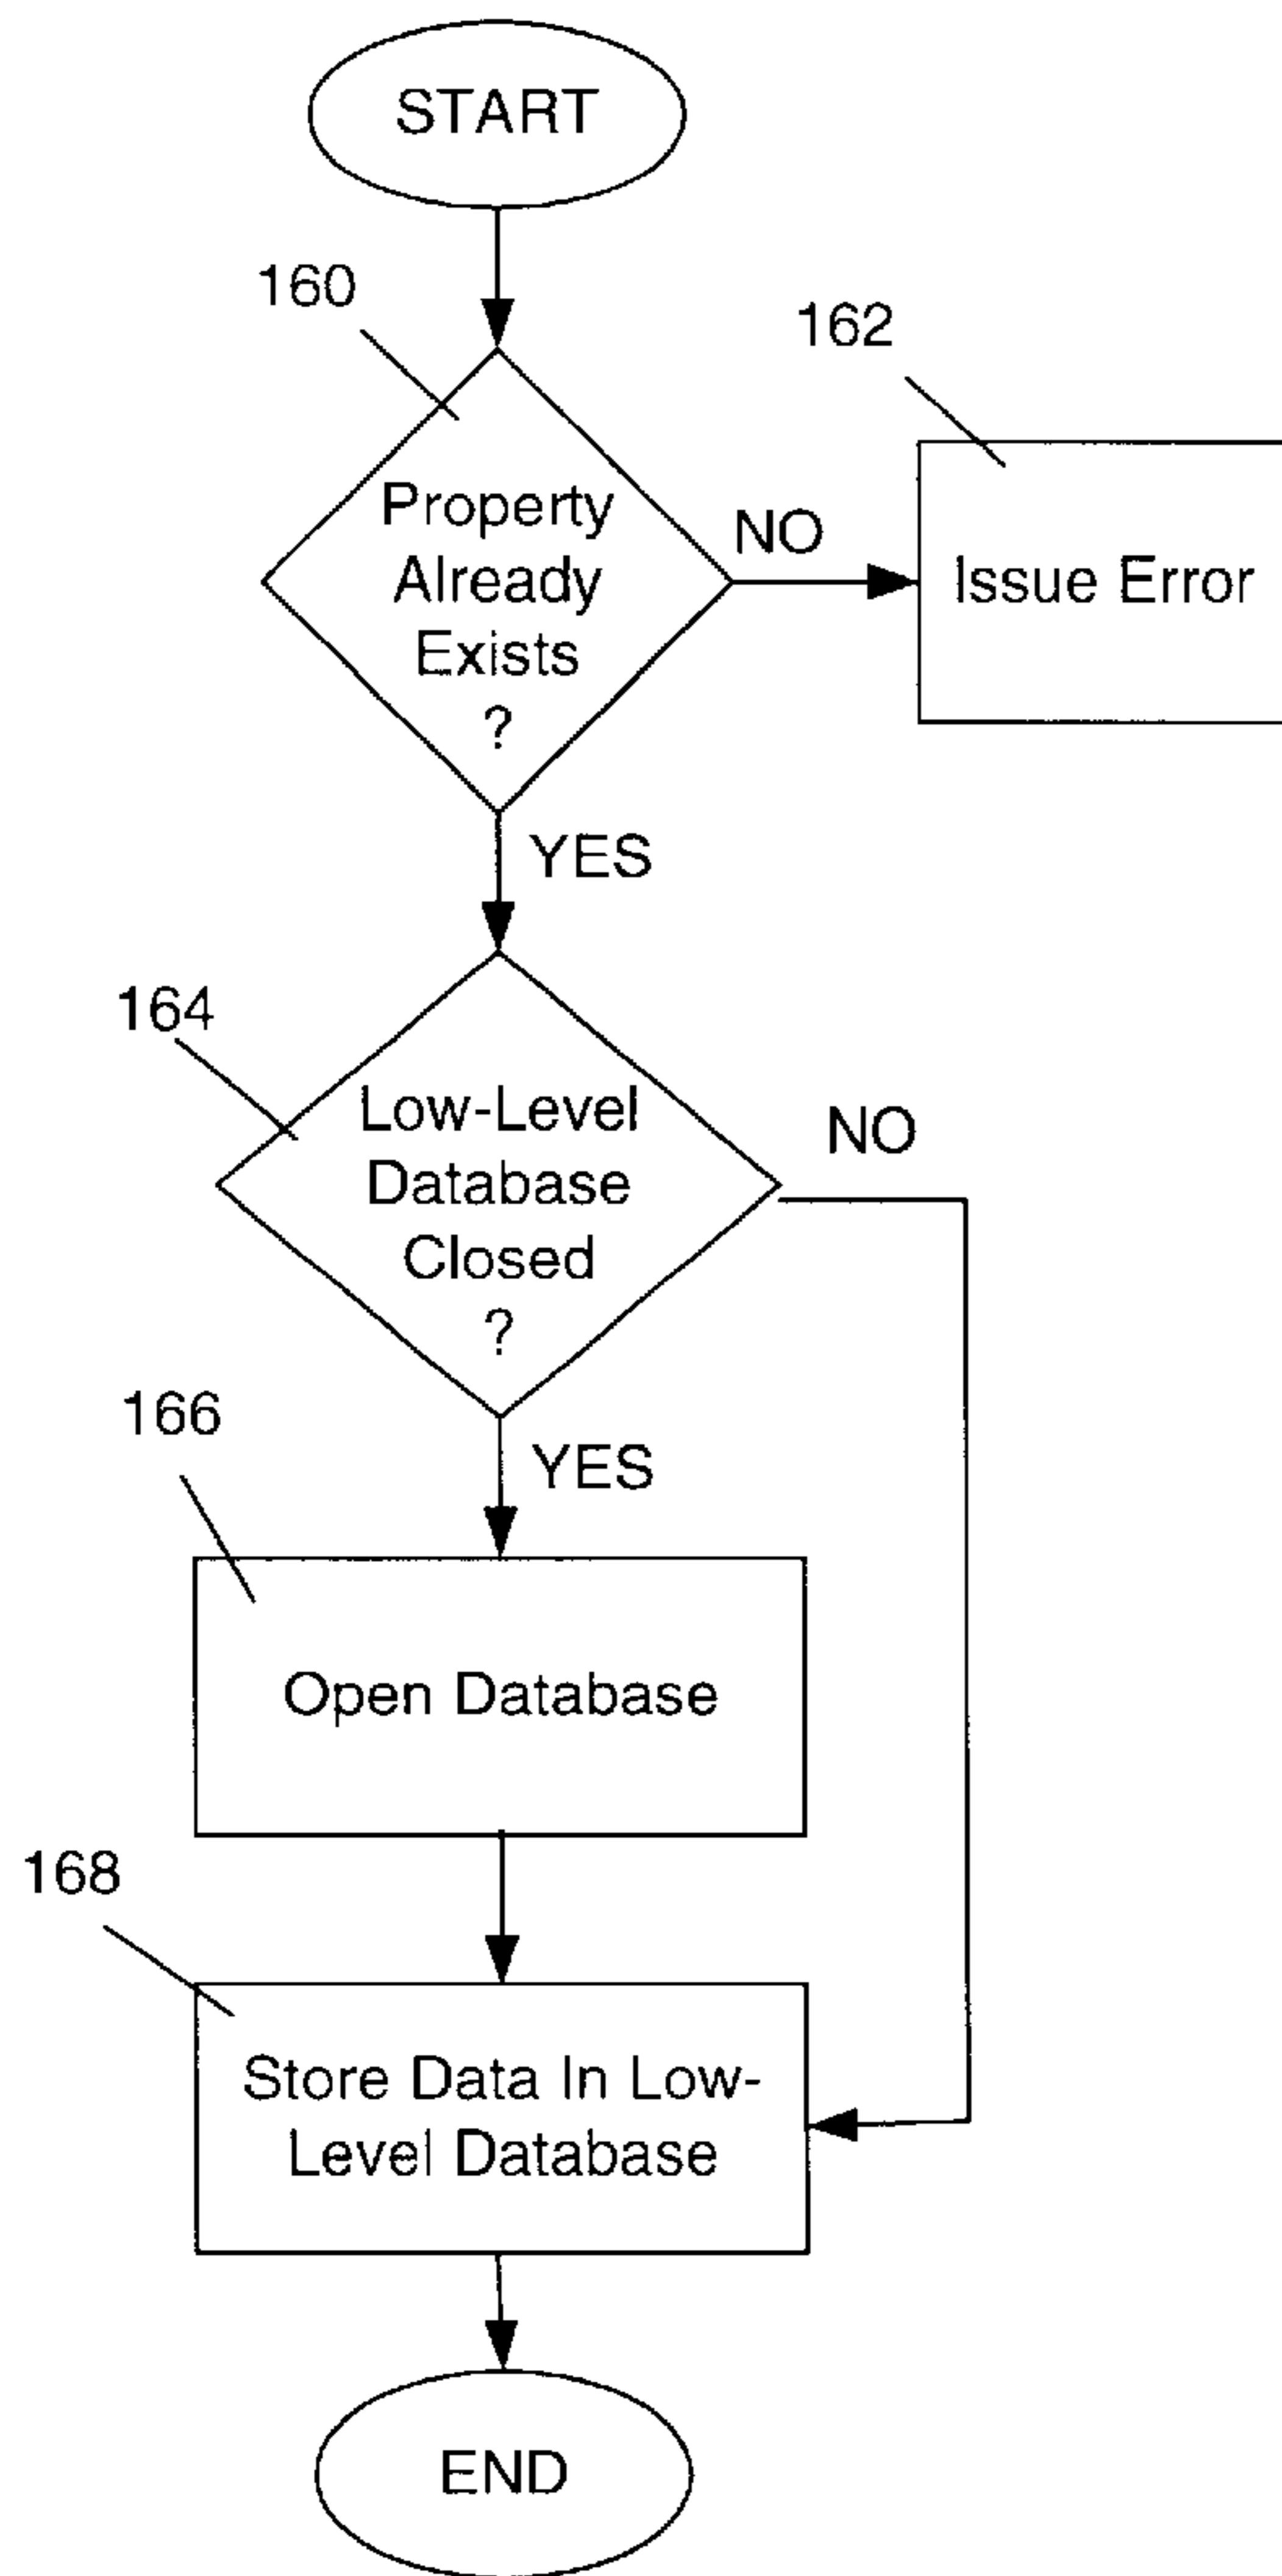 START
160
162
Property
Already
Exists
?
NO
Issue Error
YES
164
Low-Level
Database
Closed
?
NO
166
YES
Open Database
168
Store Data In Low-
Level Database
END